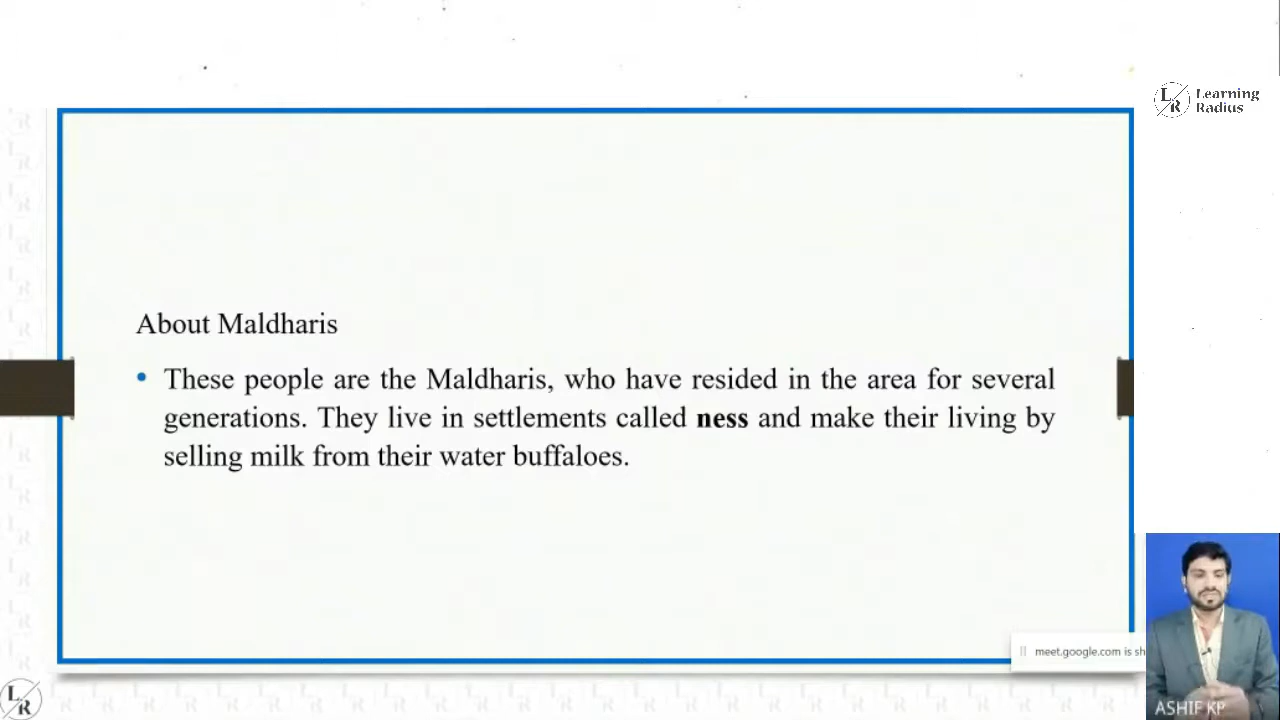 L R Learning
Radius
About Maldharis
• These people are the Maldharis, who have resided in the area for several
generations. They live in settlements called ness and make their living by
selling milk from their water buffaloes.
meet.google.com is sh
ASHIF KP
L R